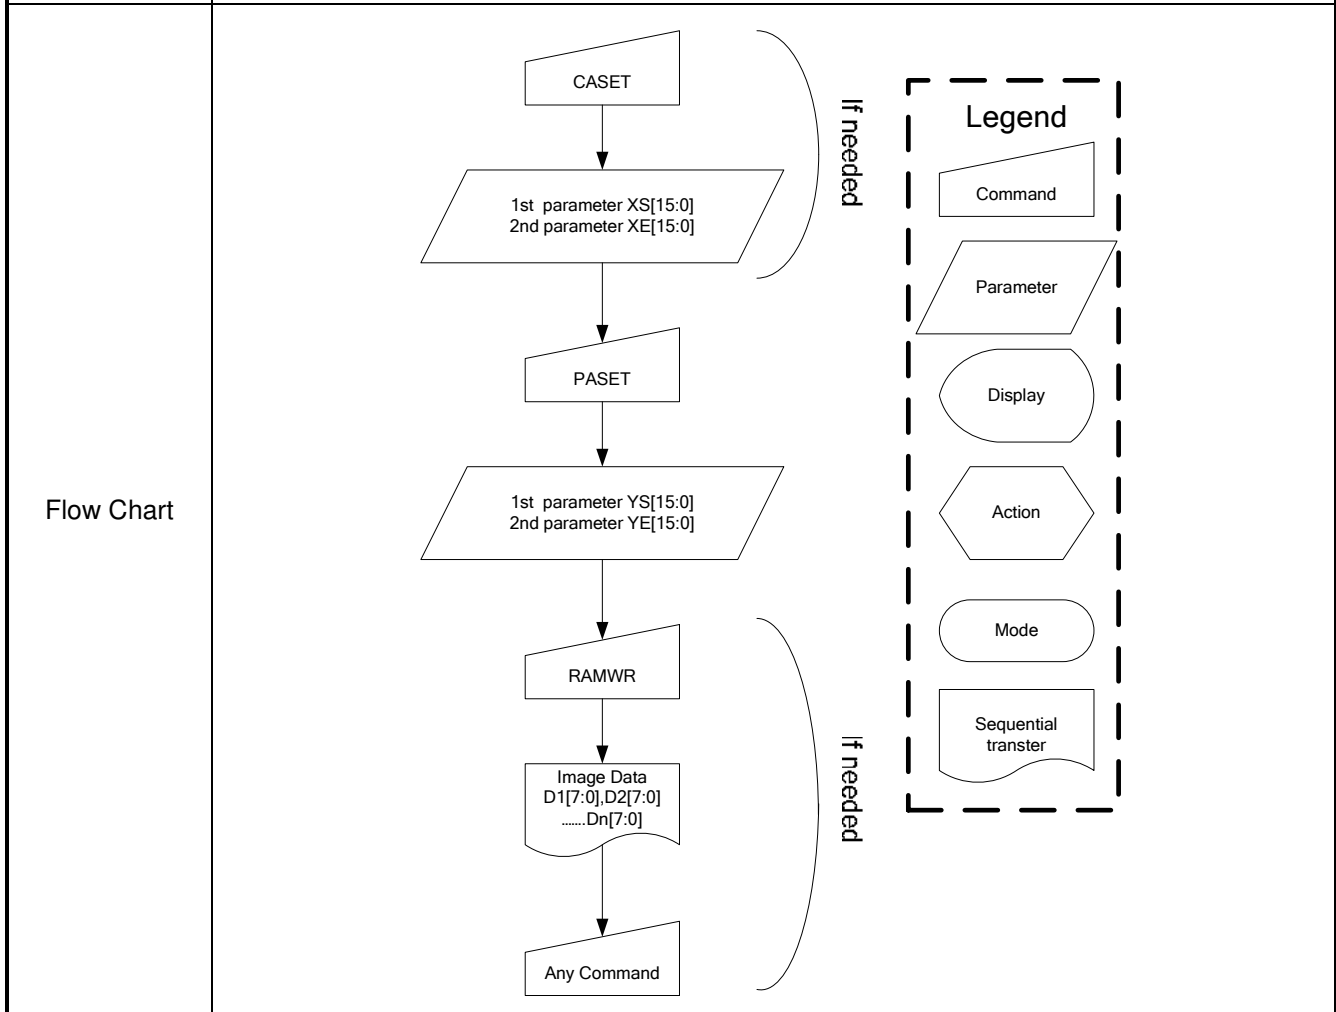 Flow Chart
CASET
1st parameter XS[15:0]
2nd parameter XE[15:0]
If needed
PASET
1st parameter YS[15:0]
2nd parameter YE[15:0]
RAMWR
Image Data
D1[7:0],D2[7:0]
.......Dn[7:0]
Any Command
If needed
Legend
Command
Parameter
Display
Action
Mode
Sequential
transter